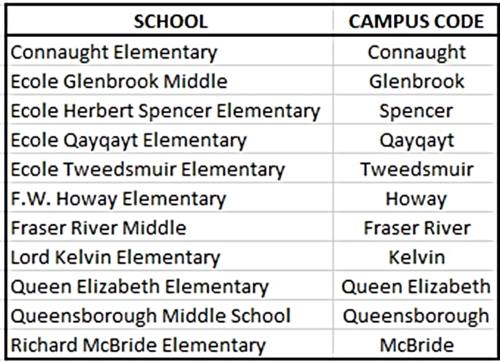 SCHOOL CAMPUS CODE
Connaught Elementary Connaught
Ecole Glenbrook Middle Glenbrook
Ecole Herbert Spencer Elementary Spencer
Ecole Qayqayt Elementary Qayqayt
Ecole Tweedsmuir Elementary Tweedsmuir
F.W. Howay Elementary Howay
Fraser River Middle Fraser River
Lord Kelvin Elementary Kelvin
Queen Elizabeth Elementary Queen Elizabeth
Queensborough Middle School Queensborough
Richard McBride Elementary McBride